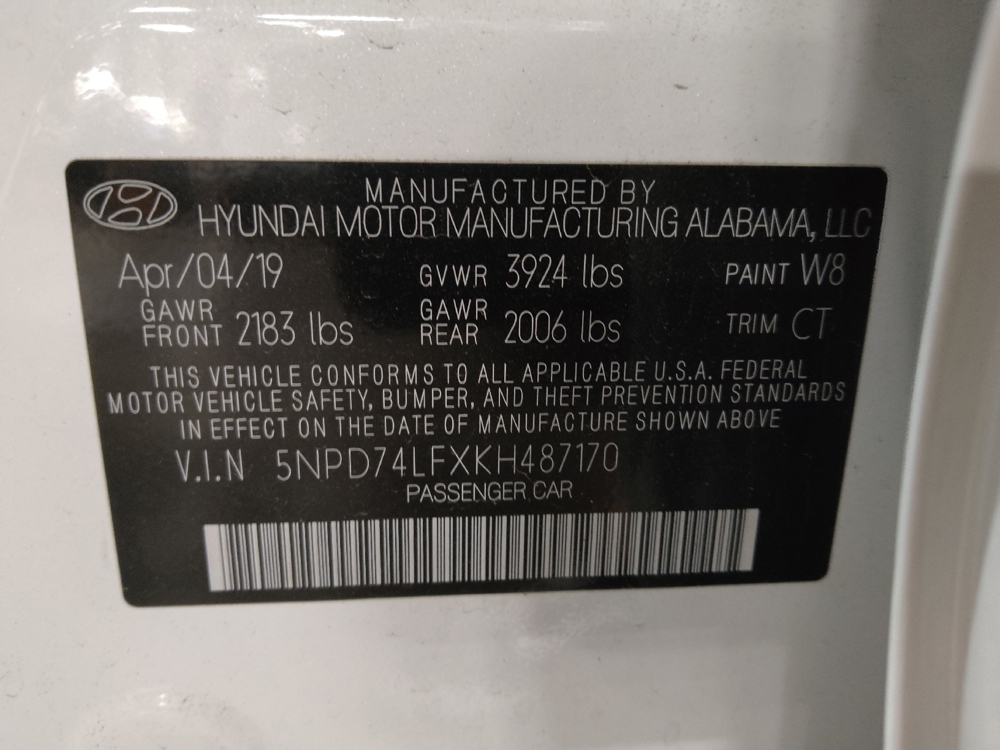 MANUFACTURED BY
HYUNDAI MOTOR MANUFACTURING ALABAMA, LLC
Apr/04/19 GVWR 3924 lbs PAINT W8
GAWR FRONT 2183 lbs GAWR REAR 2006 lbs TRIM CT
THIS VEHICLE CONFORMS TO ALL APPLICABLE U.S.A. FEDERAL
MOTOR VEHICLE SAFETY, BUMPER, AND THEFT PREVENTION STANDARDS
IN EFFECT ON THE DATE OF MANUFACTURE SHOWN ABOVE
V.I.N 5NPD74LFXKH487170
PASSENGER CAR